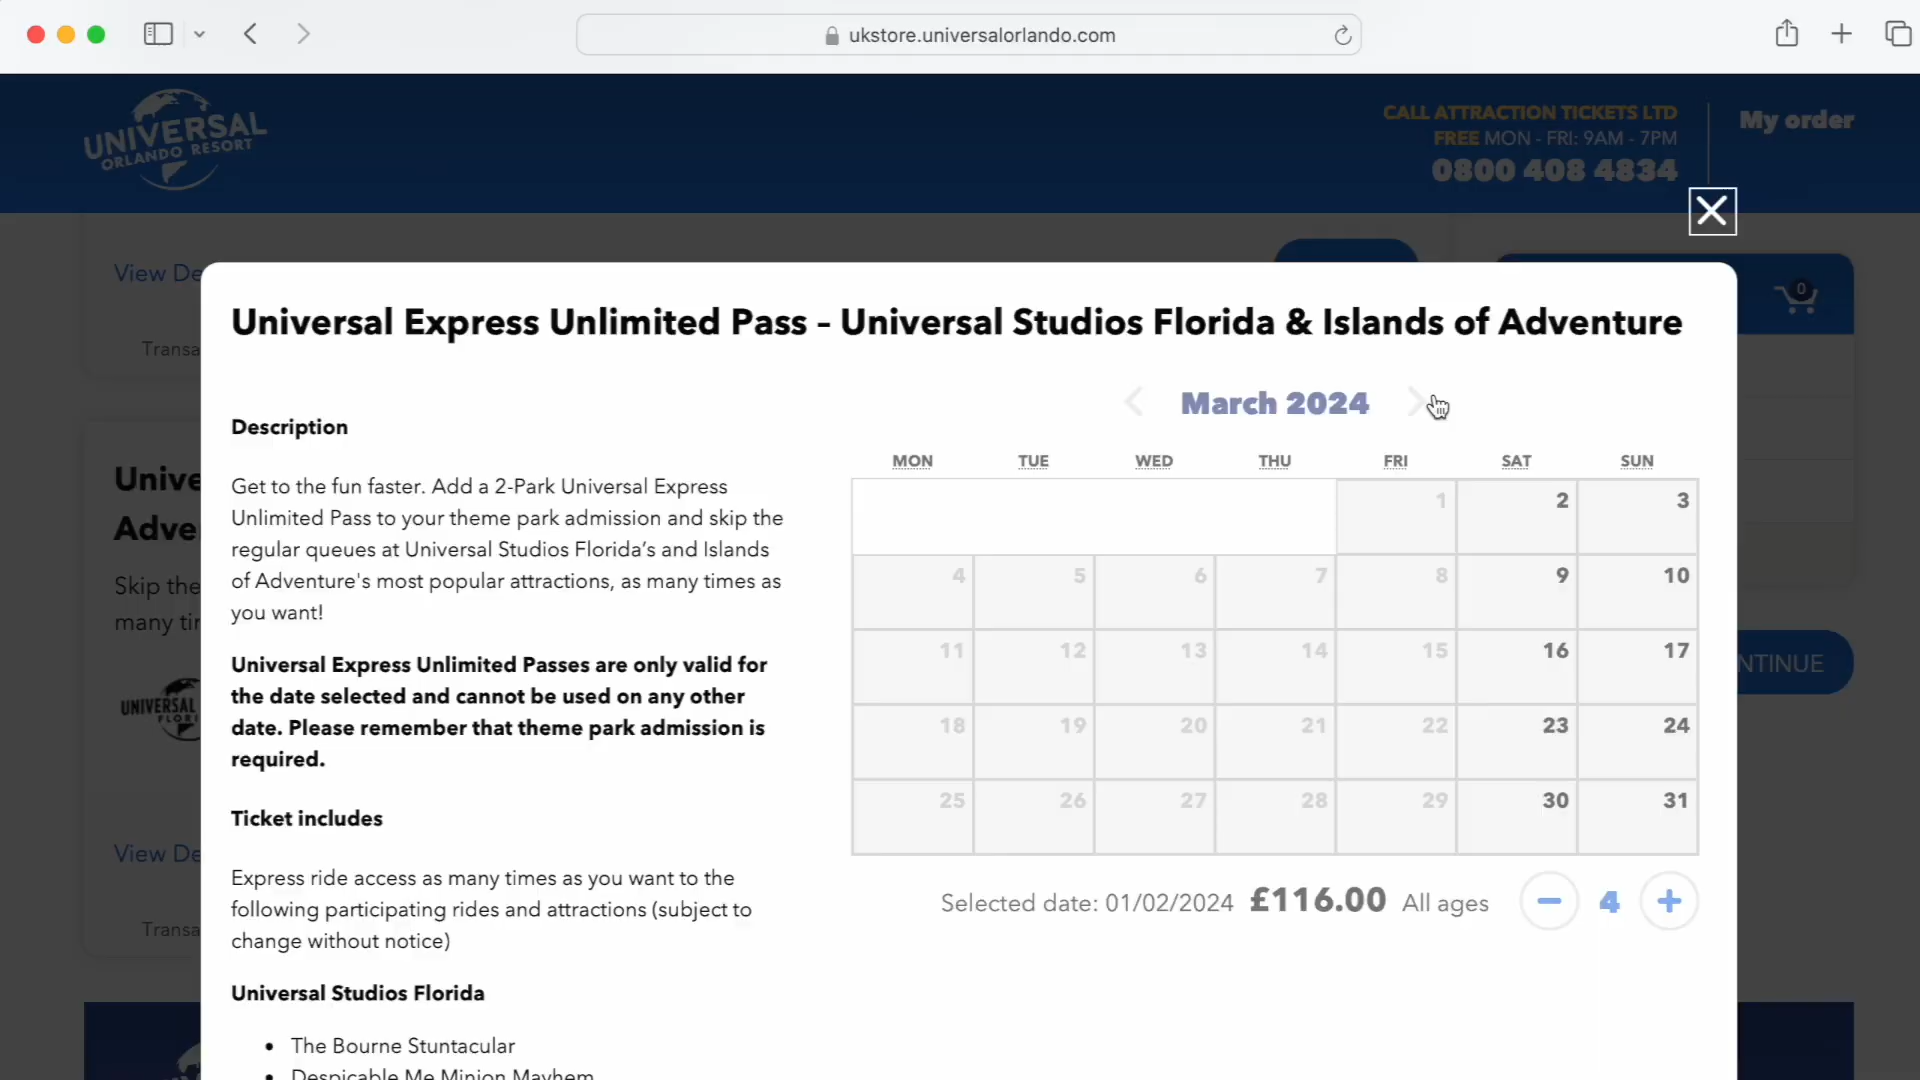 ukstore.universalorlando.com
UNIVERSAL
ORLANDO RESORT
CALL ATTRACTION TICKETS LTD
FREE MON - FRI: 9AM - 7PM
0800 408 4834
My order
View De
0
Transa
Universal Express Unlimited Pass - Universal Studios Florida & Islands of Adventure
March 2024
Description
MON TUE WED THU FRI SAT SUN
1 2 3
4 5 6 7 8 9 10
11 12 13 14 15 16 17
18 19 20 21 22 23 24
25 26 27 28 29 30 31
Get to the fun faster. Add a 2-Park Universal Express
Unlimited Pass to your theme park admission and skip the
regular queues at Universal Studios Florida's and Islands
of Adventure's most popular attractions, as many times as
you want!
Universal Express Unlimited Passes are only valid for
the date selected and cannot be used on any other
date. Please remember that theme park admission is
required.
Ticket includes
Express ride access as many times as you want to the
following participating rides and attractions (subject to
change without notice)
Universal Studios Florida
• The Bourne Stuntacular
• Despicable Me Minion Mayhem
Selected date: 01/02/2024 £116.00 All ages − 4 +
Unive
Adve
Skip the
many ti
UNIVERSAL
FLORI
NTINUE
View De
Transa